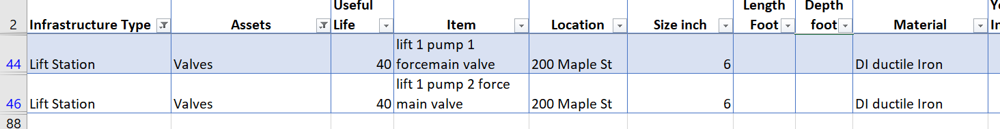 Useful Length Depth Yo
2 Infrastructure Type Assets Life Item Location Size inch Foot foot Material In
lift 1 pump 1
44 Lift Station Valves 40 forcemain valve 200 Maple St 6 DI ductile Iron
lift 1 pump 2 force
46 Lift Station Valves 40 main valve 200 Maple St 6 DI ductile Iron
88